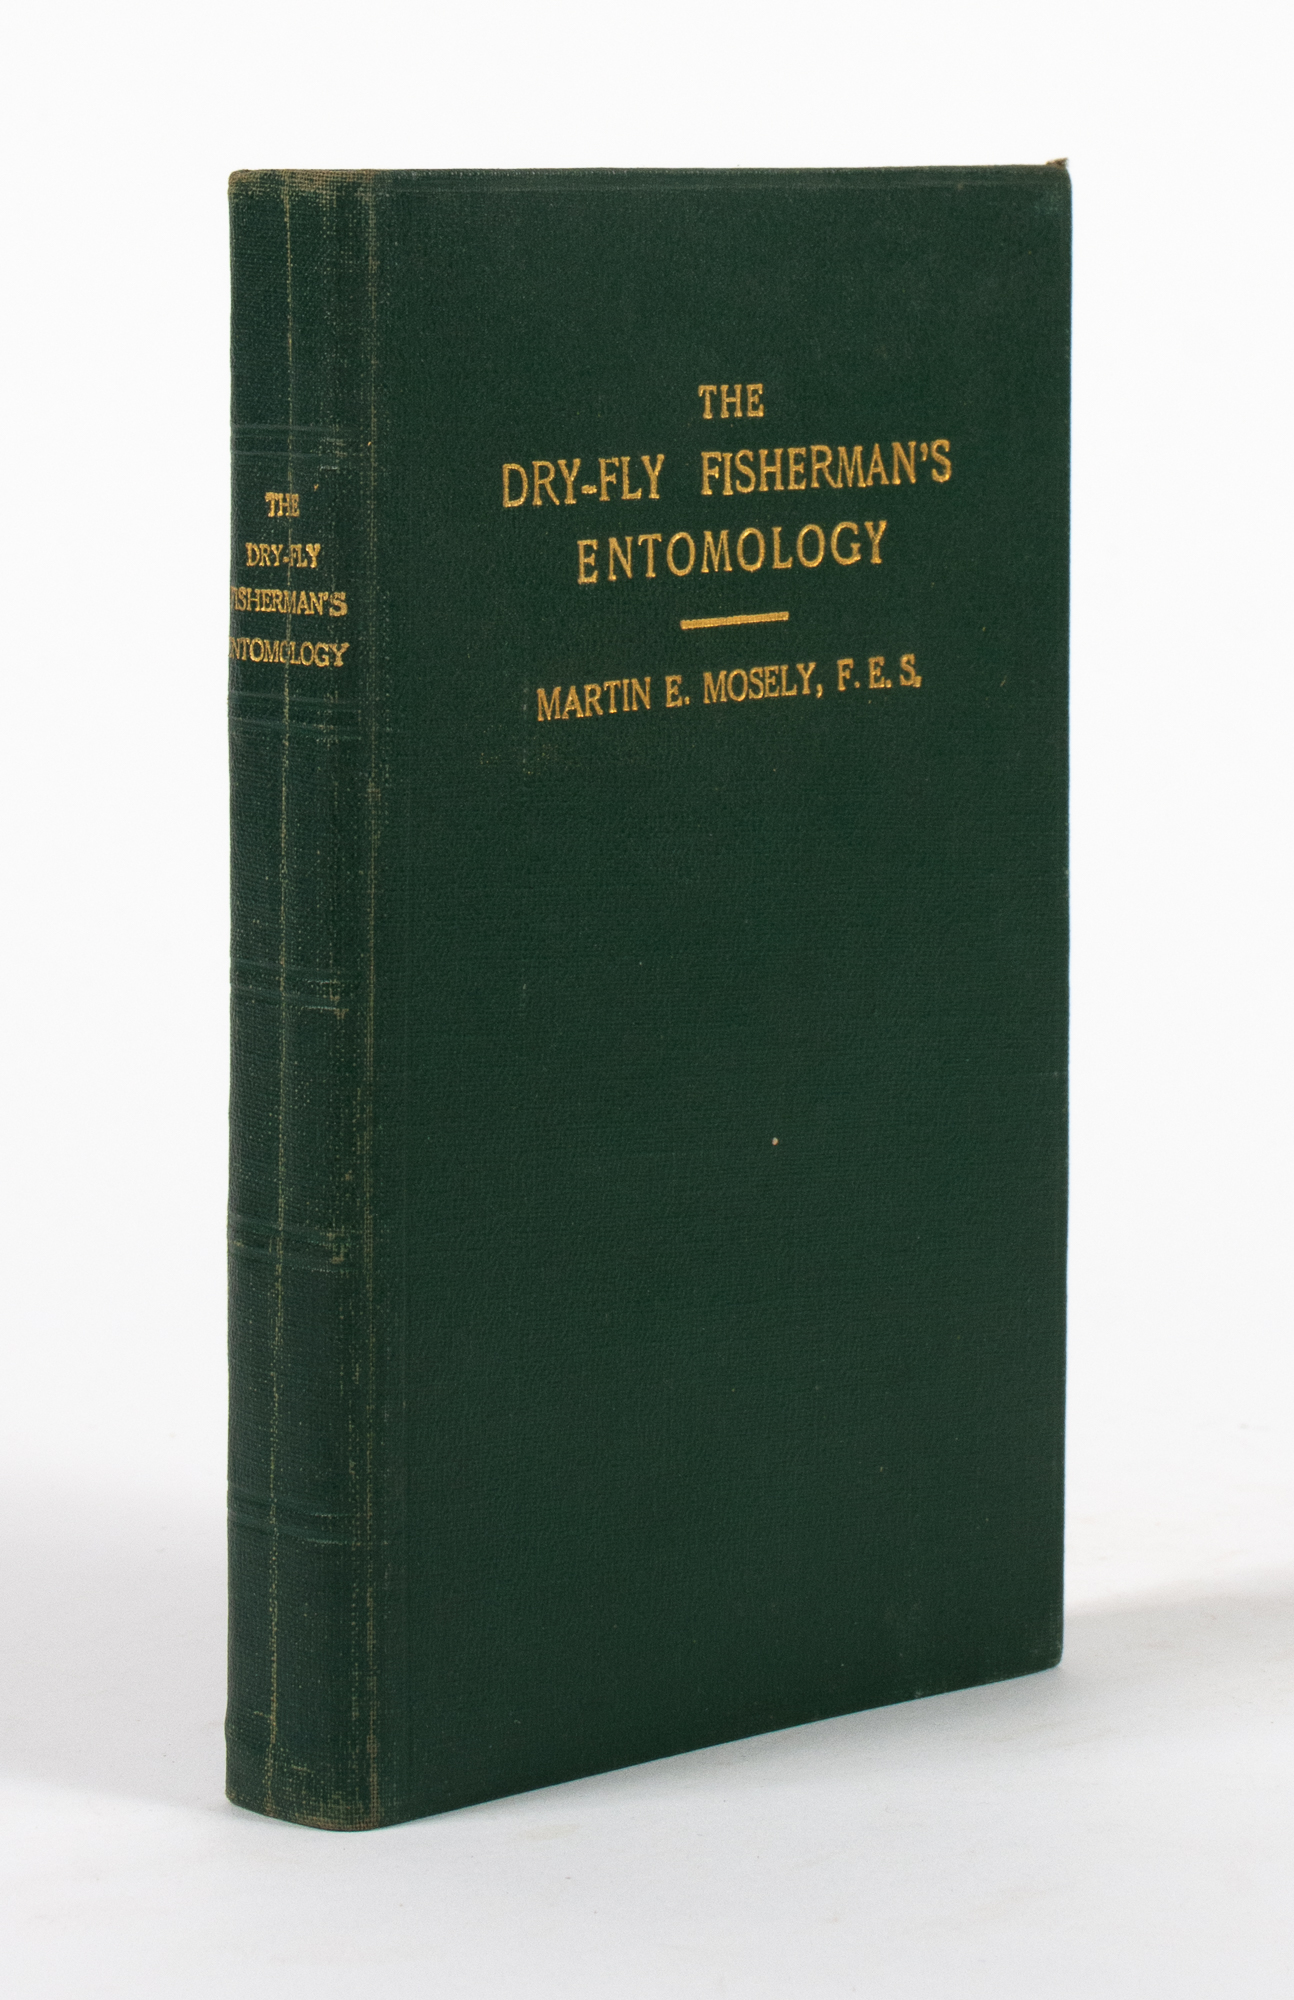 THE
DRY-FLY FISHERMAN'S
ENTOMOLOGY
MARTIN E. MOSELY, F. E. S.
THE
DRY-FLY
FISHERMAN'S
ENTOMOLOGY